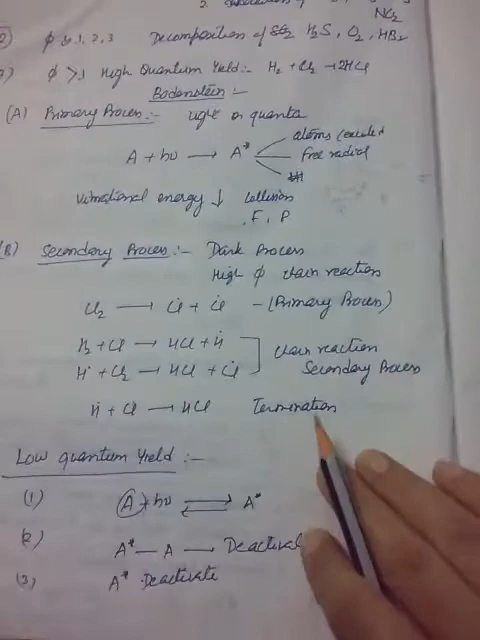 2.
NO2
2) φ 1, 2, 3 Decomposition of SO2 H2S, O2, HBr
φ >1 High Quantum Yield:- H2 + Cl2 → 2HCl
Bodenstein:-
(A) Primary Process:- Light or quanta
A + hν → A* atoms (excited
free radical
Vibrational energy ↓ collision
F, P
(B) Secondary Process:- Dark Process
High φ chain reaction
Cl2 → Cl + Cl - (Primary Process)
H2 + Cl → HCl + H
H + Cl2 → HCl + Cl
chain reaction
Secondary Process
H + Cl → HCl Termination
Low quantum Yield:-
(1) A + hν ⇌ A*
(2) A* — A → Deactivat
(3) A* Deactivate